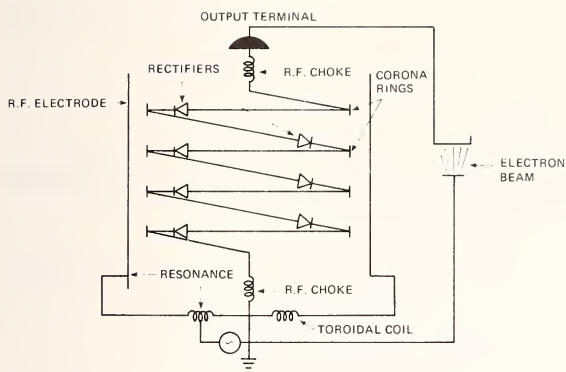 OUTPUT TERMINAL
RECTIFIERS
R.F. CHOKE
R.F. ELECTRODE
CORONA
RINGS
ELECTRON
BEAM
RESONANCE
R.F. CHOKE
TOROIDAL COIL